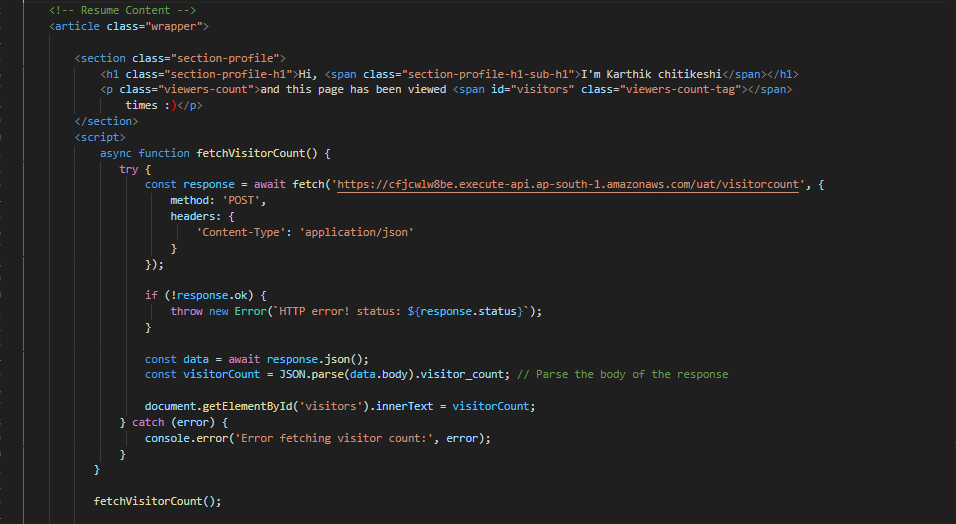 <!-- Resume Content -->
<article class="wrapper">
<section class="section-profile">
<h1 class="section-profile-h1">Hi, <span class="section-profile-h1-sub-h1">I'm Karthik chitikeshi</span></h1>
<p class="viewers-count">and this page has been viewed <span id="visitors" class="viewers-count-tag"></span>
times :)</p>
</section>
<script>
async function fetchVisitorCount() {
try {
const response = await fetch('https://cfjcwlw8be.execute-api.ap-south-1.amazonaws.com/uat/visitorcount', {
method: 'POST',
headers: {
'Content-Type': 'application/json'
}
});
if (!response.ok) {
throw new Error(`HTTP error! status: ${response.status}`);
}
const data = await response.json();
const visitorCount = JSON.parse(data.body).visitor_count; // Parse the body of the response
document.getElementById('visitors').innerText = visitorCount;
} catch (error) {
console.error('Error fetching visitor count:', error);
}
}
fetchVisitorCount();